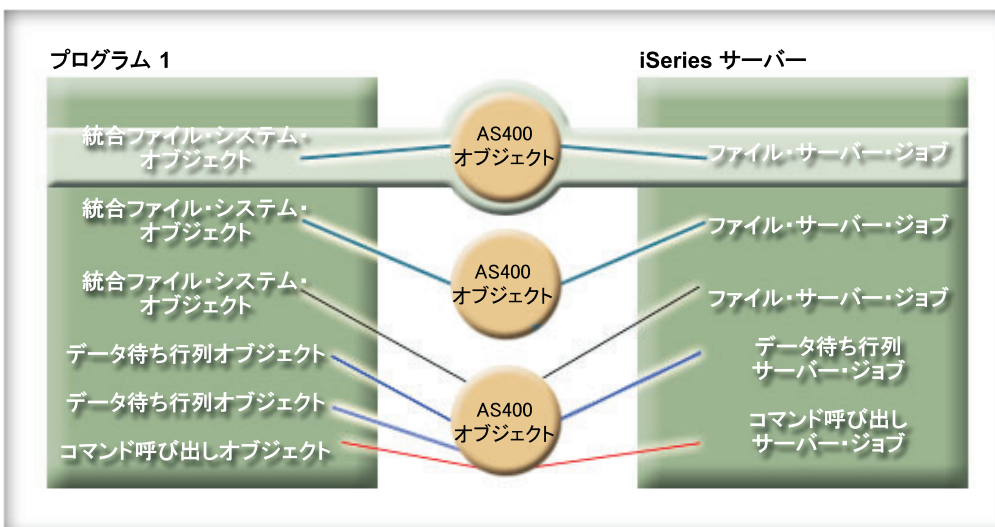 プログラム 1
iSeries サーバー
統合ファイル・システム・
オブジェクト
AS400
オブジェクト
ファイル・サーバー・ジョブ
統合ファイル・システム・
オブジェクト
AS400
オブジェクト
ファイル・サーバー・ジョブ
統合ファイル・システム・
オブジェクト
ファイル・サーバー・ジョブ
データ待ち行列オブジェクト
データ待ち行列
サーバー・ジョブ
データ待ち行列オブジェクト
AS400
オブジェクト
コマンド呼び出しオブジェクト
コマンド呼び出し
サーバー・ジョブ